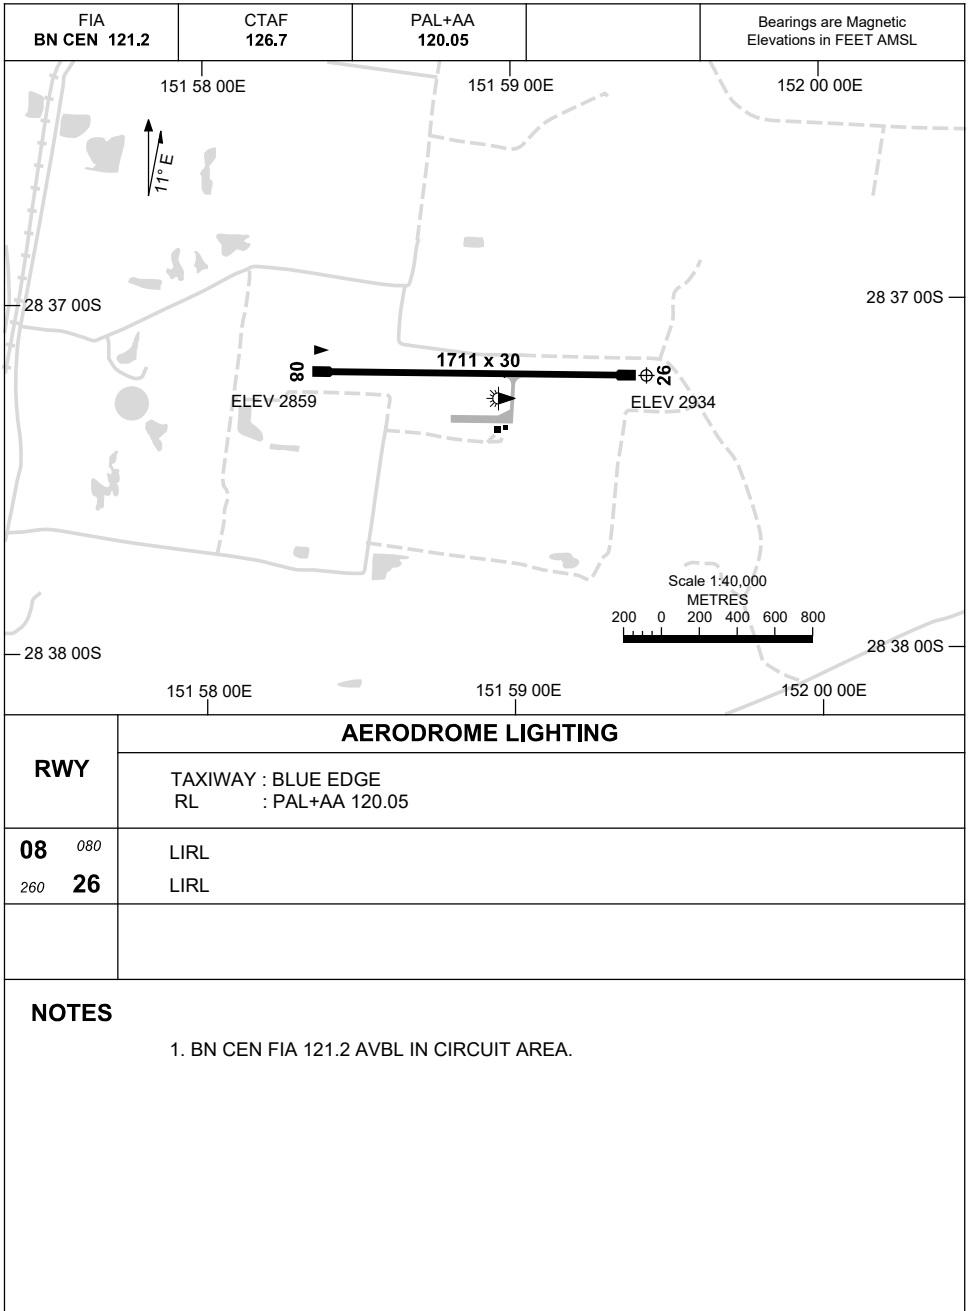 FIA
BN CEN 121.2
CTAF
126.7
PAL+AA
120.05
Bearings are Magnetic
Elevations in FEET AMSL
151 58 00E
151 59 00E
152 00 00E
11° E
28 37 00S
28 37 00S
1711 x 30
08
26
ELEV 2859
ELEV 2934
Scale 1:40,000
METRES
200 0 200 400 600 800
28 38 00S
28 38 00S
151 58 00E
151 59 00E
152 00 00E
RWY
AERODROME LIGHTING
TAXIWAY : BLUE EDGE
RL : PAL+AA 120.05
08 080 LIRL
260 26 LIRL
NOTES
1. BN CEN FIA 121.2 AVBL IN CIRCUIT AREA.